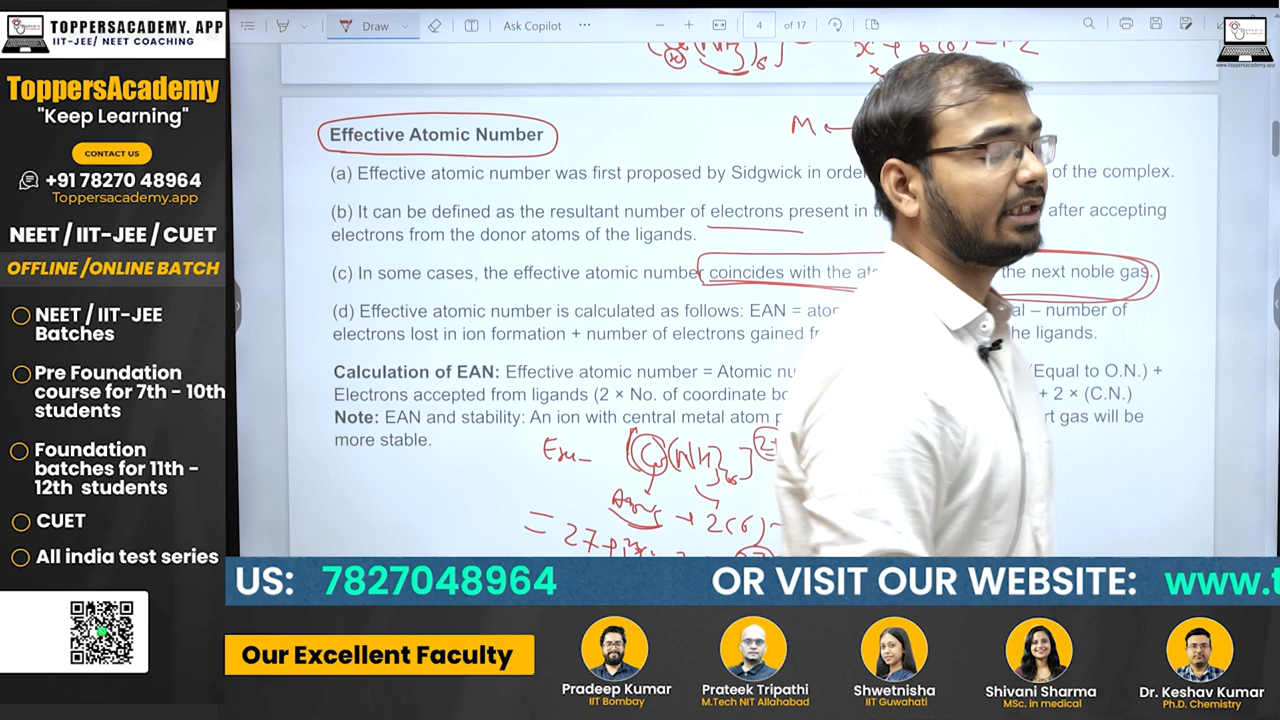 TOPPERSACADEMY. APP
IIT-JEE/ NEET COACHING
ToppersAcademy
"Keep Learning"
CONTACT US
+91 78270 48964
Toppersacademy.app
NEET / IIT-JEE / CUET
OFFLINE /ONLINE BATCH
NEET / IIT-JEE
Batches
Pre Foundation
course for 7th - 10th
students
Foundation
batches for 11th -
12th students
CUET
All india test series
Draw
Ask Copilot
4 of 17
www.toppersacademy.app
M
Effective Atomic Number
(a) Effective atomic number was first proposed by Sidgwick in of the complex.
(b) It can be defined as the resultant number of electrons present in after accepting
electrons from the donor atoms of the ligands.
(c) In some cases, the effective atomic number coincides with the the next noble gas.
(d) Effective atomic number is calculated as follows: EAN = – number of
electrons lost in ion formation + number of electrons gained the ligands.
Calculation of EAN: Effective atomic number = Atomic (Equal to O.N.) +
Electrons accepted from ligands (2 × No. of coordinate + 2 × (C.N.)
Note: EAN and stability: An ion with central metal atom gas will be
more stable.
US: 7827048964 OR VISIT OUR WEBSITE:
Our Excellent Faculty
Pradeep Kumar
IIT Bombay
Prateek Tripathi
M.Tech NIT Allahabad
Shwetnisha
IIT Guwahati
Shivani Sharma
MSc. in medical
Dr. Keshav Kumar
Ph.D. Chemistry